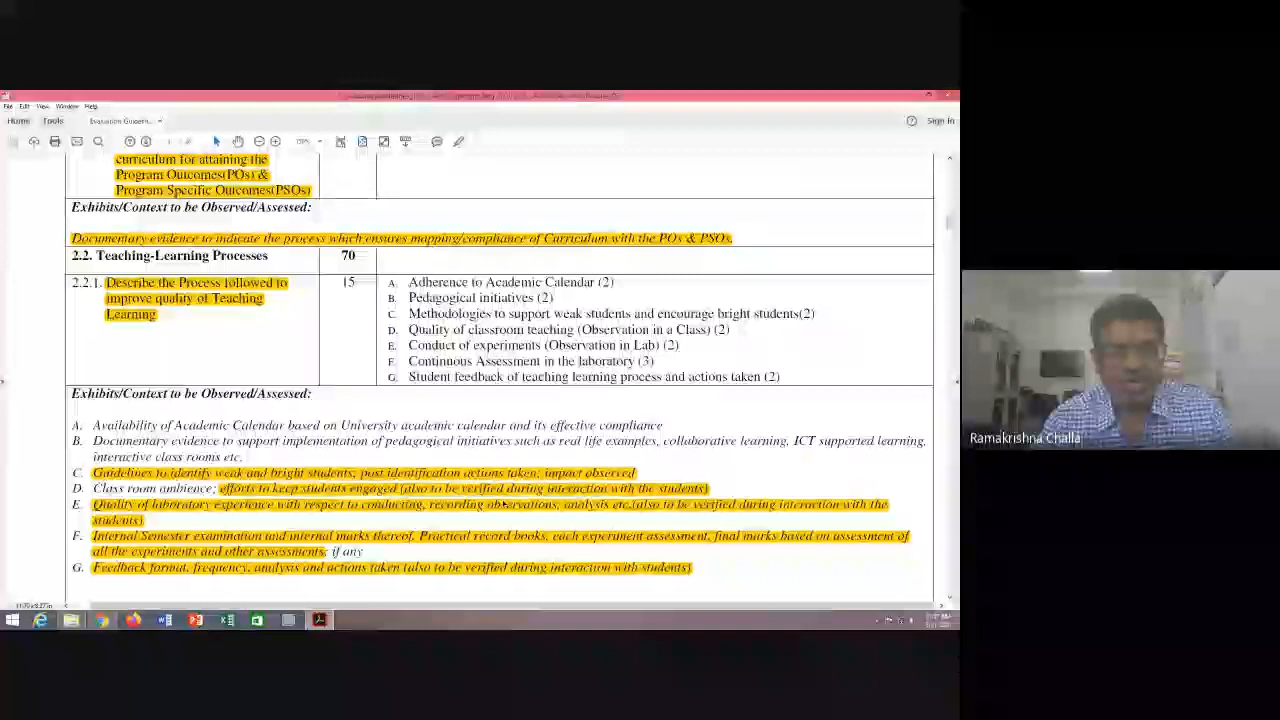 File Edit View Window Help
Home Tools Evaluation Guidelin...
Sign In
curriculum for attaining the
Program Outcomes(POs) &
Program Specific Outcomes(PSOs)
Exhibits/Context to be Observed/Assessed:
Documentary evidence to indicate the process which ensures mapping/compliance of Curriculum with the POs & PSOs.
2.2. Teaching-Learning Processes 70
2.2.1. Describe the Process followed to
improve quality of Teaching
Learning
15
A. Adherence to Academic Calendar (2)
B. Pedagogical initiatives (2)
C. Methodologies to support weak students and encourage bright students(2)
D. Quality of classroom teaching (Observation in a Class) (2)
E. Conduct of experiments (Observation in Lab) (2)
F. Continuous Assessment in the laboratory (3)
G. Student feedback of teaching learning process and actions taken (2)
Exhibits/Context to be Observed/Assessed:
A. Availability of Academic Calendar based on University academic calendar and its effective compliance
B. Documentary evidence to support implementation of pedagogical initiatives such as real life examples, collaborative learning, ICT supported learning,
interactive class rooms etc.
C. Guidelines to identify weak and bright students; post identification actions taken; impact observed
D. Class room ambience; efforts to keep students engaged (also to be verified during interaction with the students)
E. Quality of laboratory experience with respect to conducting, recording observations, analysis etc.(also to be verified during interaction with the
students)
F. Internal Semester examination and internal marks thereof, Practical record books, each experiment assessment, final marks based on assessment of
all the experiments and other assessments; if any
G. Feedback format, frequency, analysis and actions taken (also to be verified during interaction with students)
Ramakrishna Challa